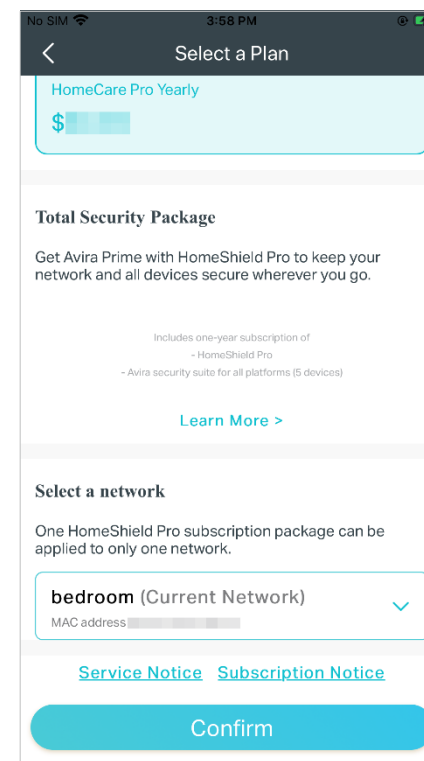 No SIM 3:58 PM
Select a Plan
HomeCare Pro Yearly
$
Total Security Package
Get Avira Prime with HomeShield Pro to keep your
network and all devices secure wherever you go.
Includes one-year subscription of
- HomeShield Pro
- Avira security suite for all platforms (5 devices)
Learn More >
Select a network
One HomeShield Pro subscription package can be
applied to only one network.
bedroom (Current Network)
MAC address
Service Notice Subscription Notice
Confirm